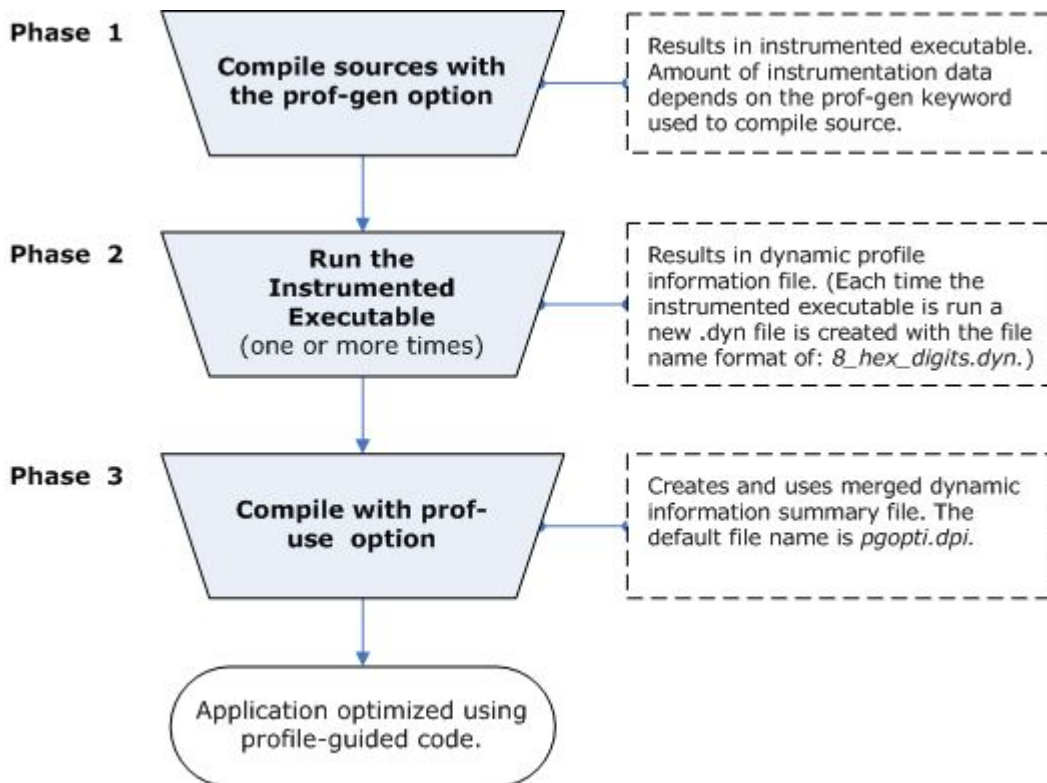 Phase 1
Compile sources with
the prof-gen option
Results in instrumented executable.
Amount of instrumentation data
depends on the prof-gen keyword
used to compile source.
Phase 2
Run the
Instrumented
Executable
(one or more times)
Results in dynamic profile
information file. (Each time the
instrumented executable is run a
new .dyn file is created with the file
name format of: 8_hex_digits.dyn.)
Phase 3
Compile with prof-
use option
Creates and uses merged dynamic
information summary file. The
default file name is pgopti.dpi.
Application optimized using
profile-guided code.